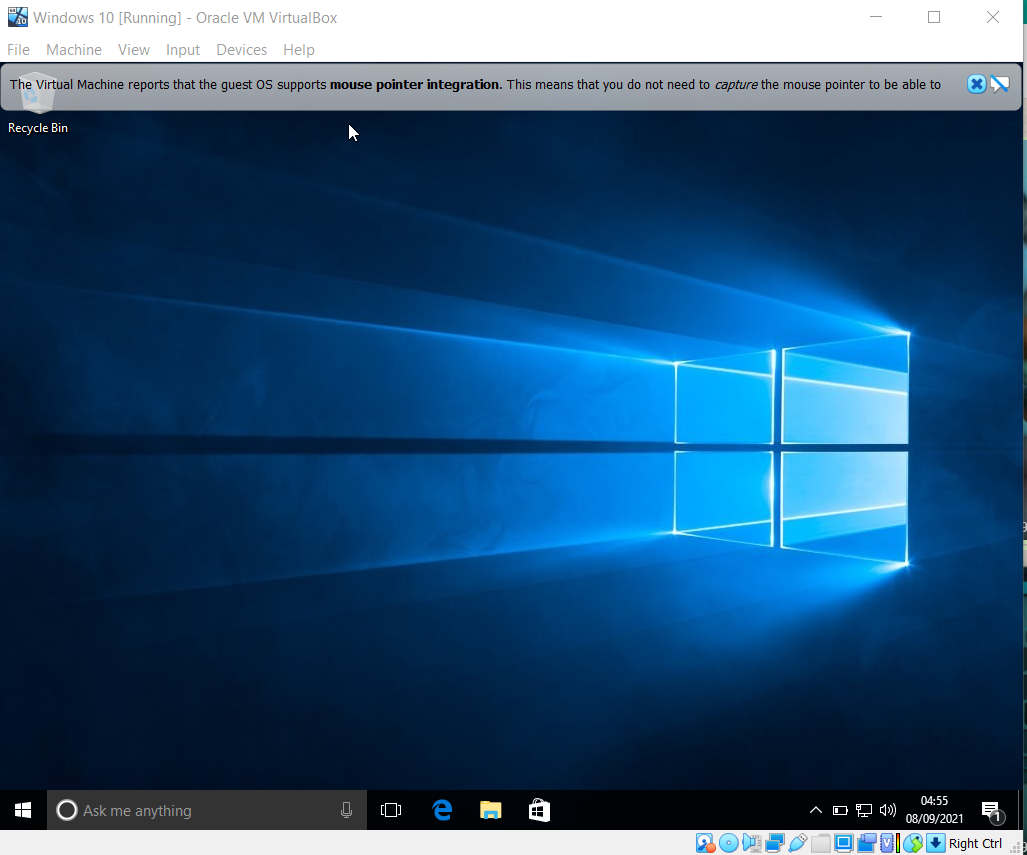 Windows 10 [Running] - Oracle VM VirtualBox
File Machine View Input Devices Help
The Virtual Machine reports that the guest OS supports mouse pointer integration. This means that you do not need to capture the mouse pointer to be able to
Recycle Bin
Ask me anything
04:55
08/09/2021
1
Right Ctrl